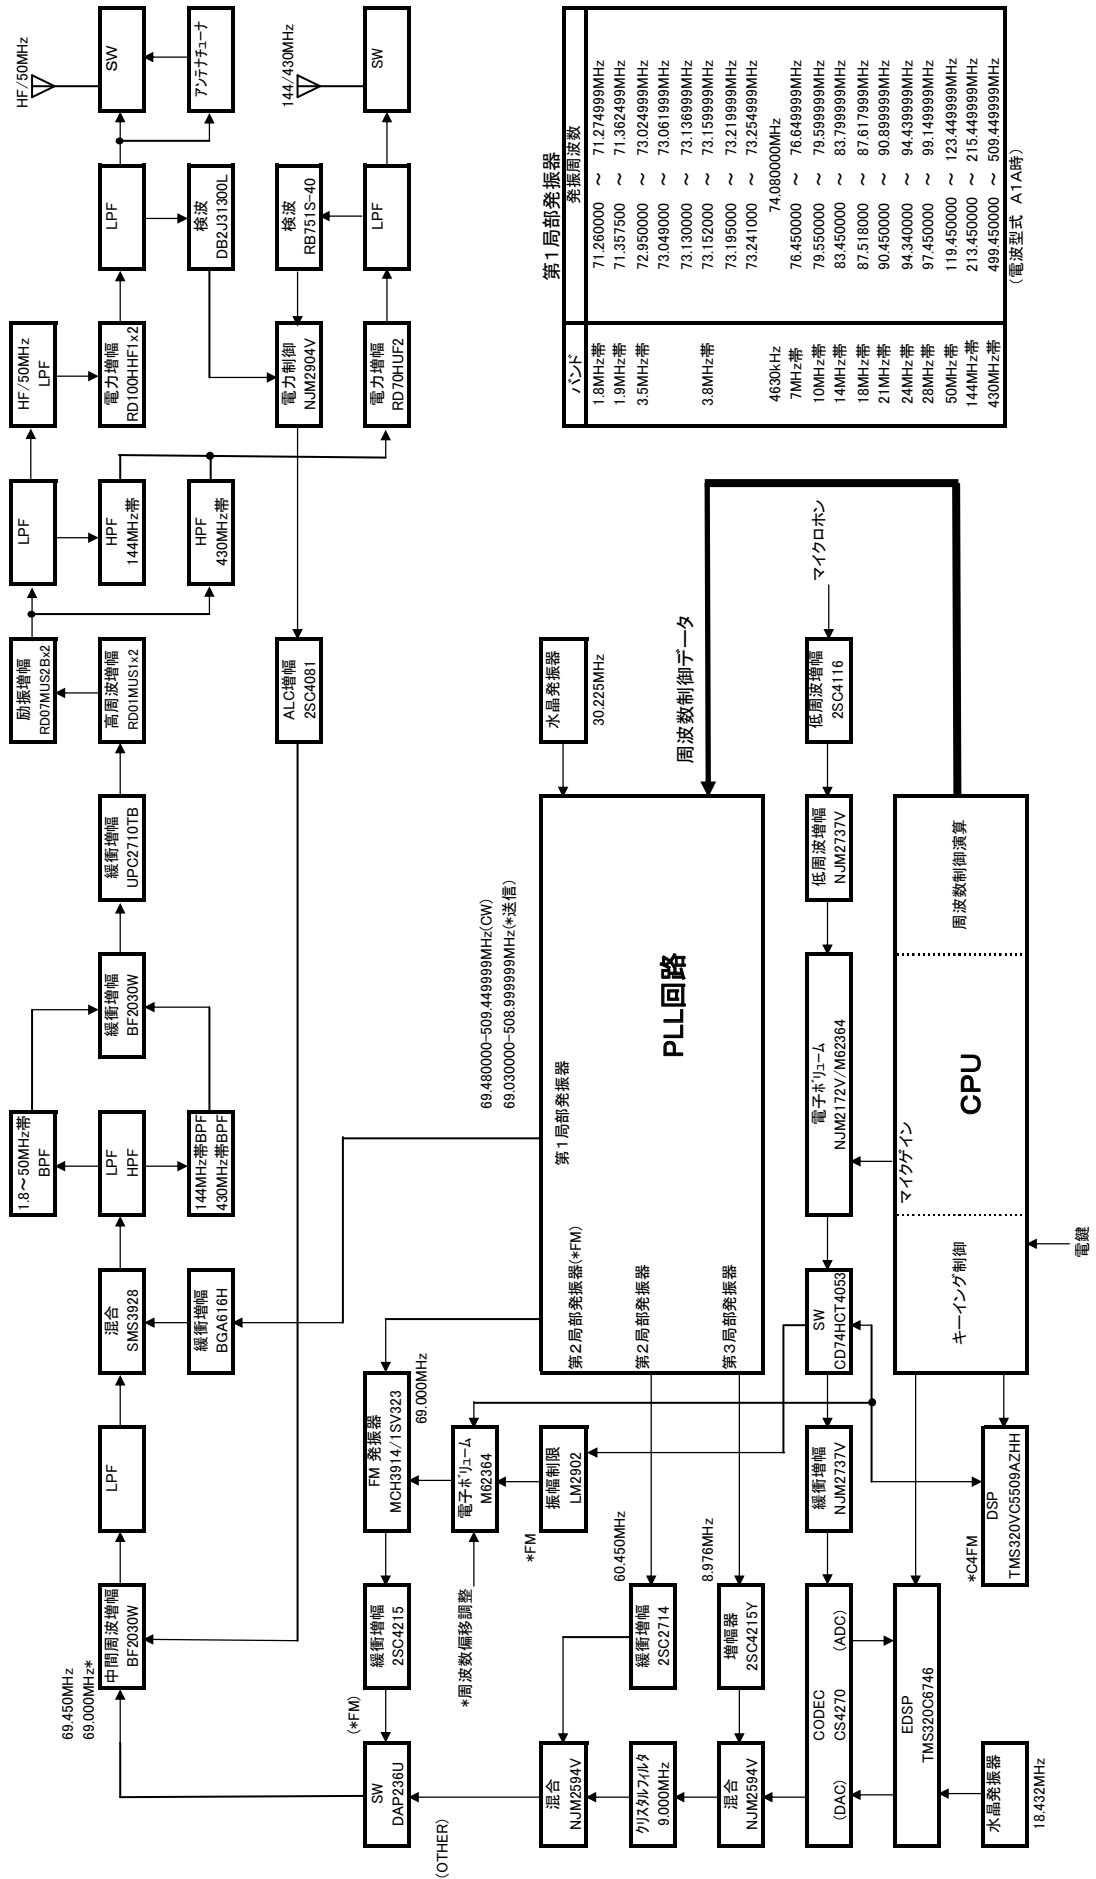 HF/50MHz
SW
アンテナチューナ
144/430MHz
SW
LPF
検波
DB2J31300L
検波
RB751S-40
LPF
HF/50MHz
LPF
電力増幅
RD100HHF1x2
電力制御
NJM2904V
電力増幅
RD70HUF2
LPF
HPF
144MHz帯
HPF
430MHz帯
励振増幅
RD07MUS2Bx2
高周波増幅
RD01MUS1x2
ALC増幅
2SC4081
緩衝増幅
UPC2710TB
緩衝増幅
BF2030W
1.8～50MHz帯
BPF
LPF
HPF
144MHz帯BPF
430MHz帯BPF
混合
SMS3928
緩衝増幅
BGA616H
LPF
69.450MHz
69.000MHz*
中間周波増幅
BF2030W
第1局部発振器
バンド
発振周波数
1.8MHz帯 71.260000 ～ 71.274999MHz
1.9MHz帯 71.357500 ～ 71.362499MHz
3.5MHz帯 72.950000 ～ 73.024999MHz
73.049000 ～ 73.061999MHz
73.130000 ～ 73.136999MHz
3.8MHz帯 73.152000 ～ 73.159999MHz
73.195000 ～ 73.219999MHz
73.241000 ～ 73.254999MHz
4630kHz 74.080000MHz
7MHz帯 76.450000 ～ 76.649999MHz
10MHz帯 79.550000 ～ 79.599999MHz
14MHz帯 83.450000 ～ 83.799999MHz
18MHz帯 87.518000 ～ 87.617999MHz
21MHz帯 90.450000 ～ 90.899999MHz
24MHz帯 94.340000 ～ 94.439999MHz
28MHz帯 97.450000 ～ 99.149999MHz
50MHz帯 119.450000 ～ 123.449999MHz
144MHz帯 213.450000 ～ 215.449999MHz
430MHz帯 499.450000 ～ 509.449999MHz
(電波型式 A1A時)
水晶発振器
30.225MHz
周波数制御データ
マイクロホン
低周波増幅
2SC4116
低周波増幅
NJM2737V
電子ボリューム
NJM2172V/M62364
69.480000-509.449999MHz(CW)
69.030000-508.999999MHz(*送信)
第1局部発振器
PLL回路
第2局部発振器(*FM)
第2局部発振器
第3局部発振器
周波数制御演算
CPU
マイクゲイン
キーイング制御
電鍵
SW
CD74HCT4053
FM 発振器
MCH3914/1SV323
69.000MHz
電子ボリューム
M62364
振幅制限
LM2902
*FM
緩衝増幅
NJM2737V
*C4FM
DSP
TMS320VC5509AZHH
緩衝増幅
2SC4215
*周波数偏移調整
60.450MHz
緩衝増幅
2SC2714
8.976MHz
増幅器
2SC4215Y
(*FM)
SW
DAP236U
(OTHER)
混合
NJM2594V
クリスタルフィルタ
9.000MHz
混合
NJM2594V
CODEC
CS4270
(ADC)
(DAC)
EDSP
TMS320C6746
水晶発振器
18.432MHz